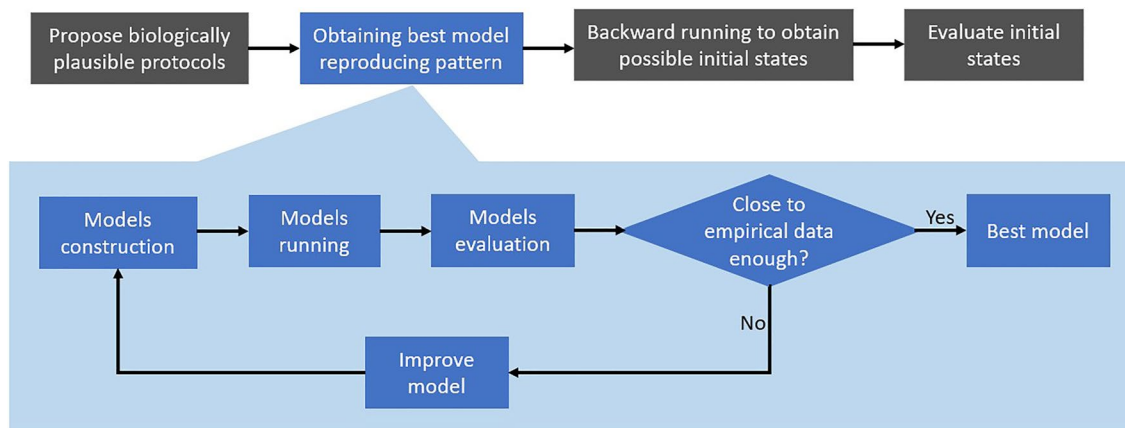 Propose biologically
plausible protocols
Obtaining best model
reproducing pattern
Backward running to obtain
possible initial states
Evaluate initial
states
Models
construction
Models
running
Models
evaluation
Close to
empirical data
enough?
Yes
Best model
No
Improve
model